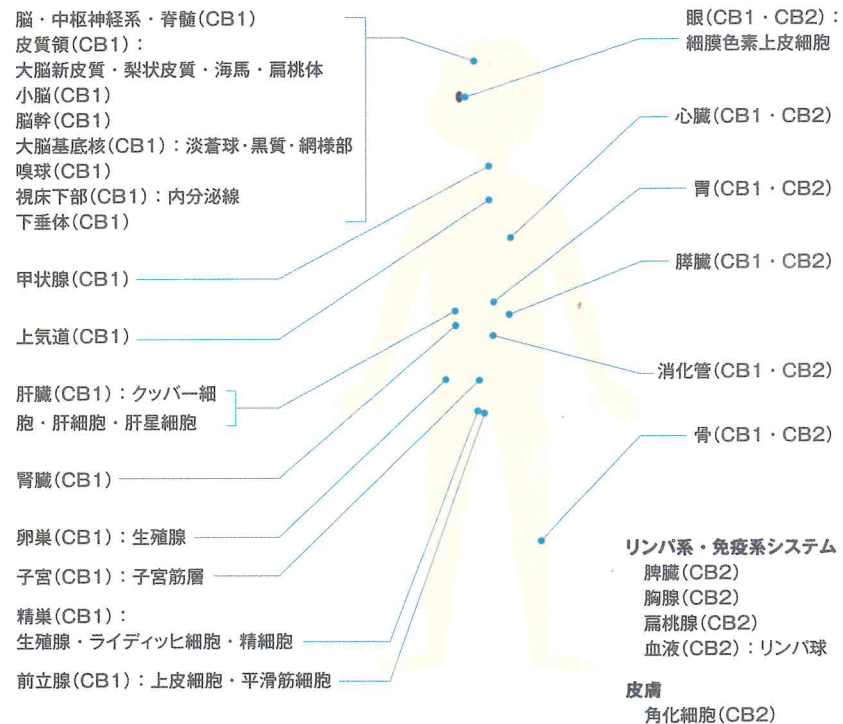 脳・中枢神経系・脊髄(CB1)
皮質領(CB1)：
大脳新皮質・梨状皮質・海馬・扁桃体
小脳(CB1)
脳幹(CB1)
大脳基底核(CB1)：淡蒼球・黒質・網様部
嗅球(CB1)
視床下部(CB1)：内分泌線
下垂体(CB1)
甲状腺(CB1)
上気道(CB1)
肝臓(CB1)：クッパー細
胞・肝細胞・肝星細胞
腎臓(CB1)
卵巣(CB1)：生殖腺
子宮(CB1)：子宮筋層
精巣(CB1)：
生殖腺・ライディッヒ細胞・精細胞
前立腺(CB1)：上皮細胞・平滑筋細胞
眼(CB1・CB2)：
細膜色素上皮細胞
心臓(CB1・CB2)
胃(CB1・CB2)
膵臓(CB1・CB2)
消化管(CB1・CB2)
骨(CB1・CB2)
リンパ系・免疫系システム
脾臓(CB2)
胸腺(CB2)
扁桃腺(CB2)
血液(CB2)：リンパ球
皮膚
角化細胞(CB2)